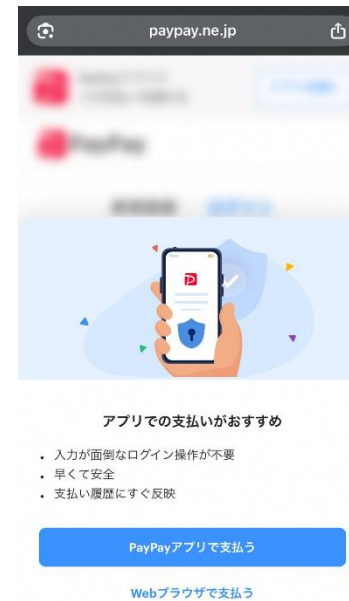 paypay.ne.jp
アプリでの支払いがおすすめ
・入力が面倒なログイン操作が不要
・早くて安全
・支払い履歴にすぐ反映
PayPayアプリで支払う
Webブラウザで支払う